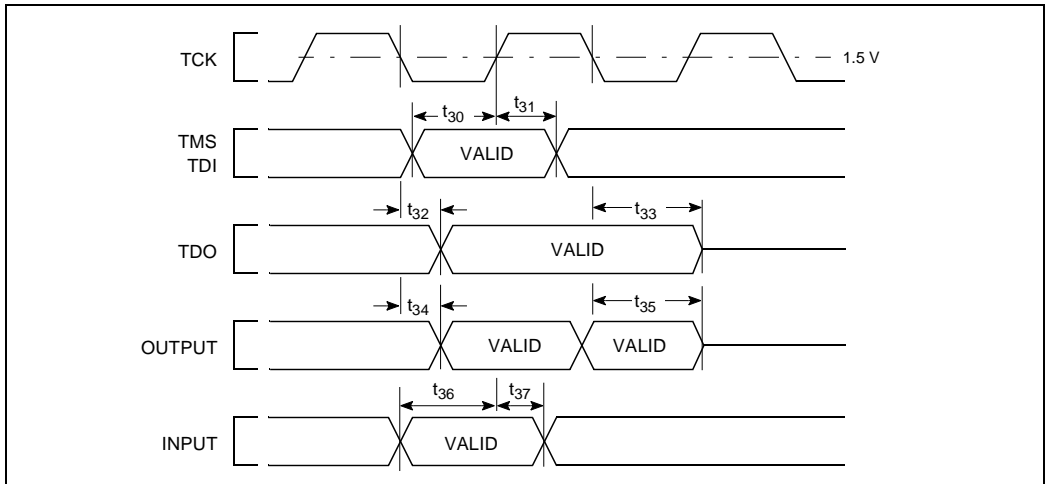 TCK
1.5 V
t30
t31
TMS
TDI
VALID
t32
t33
TDO
VALID
t34
t35
OUTPUT
VALID
VALID
t36
t37
INPUT
VALID